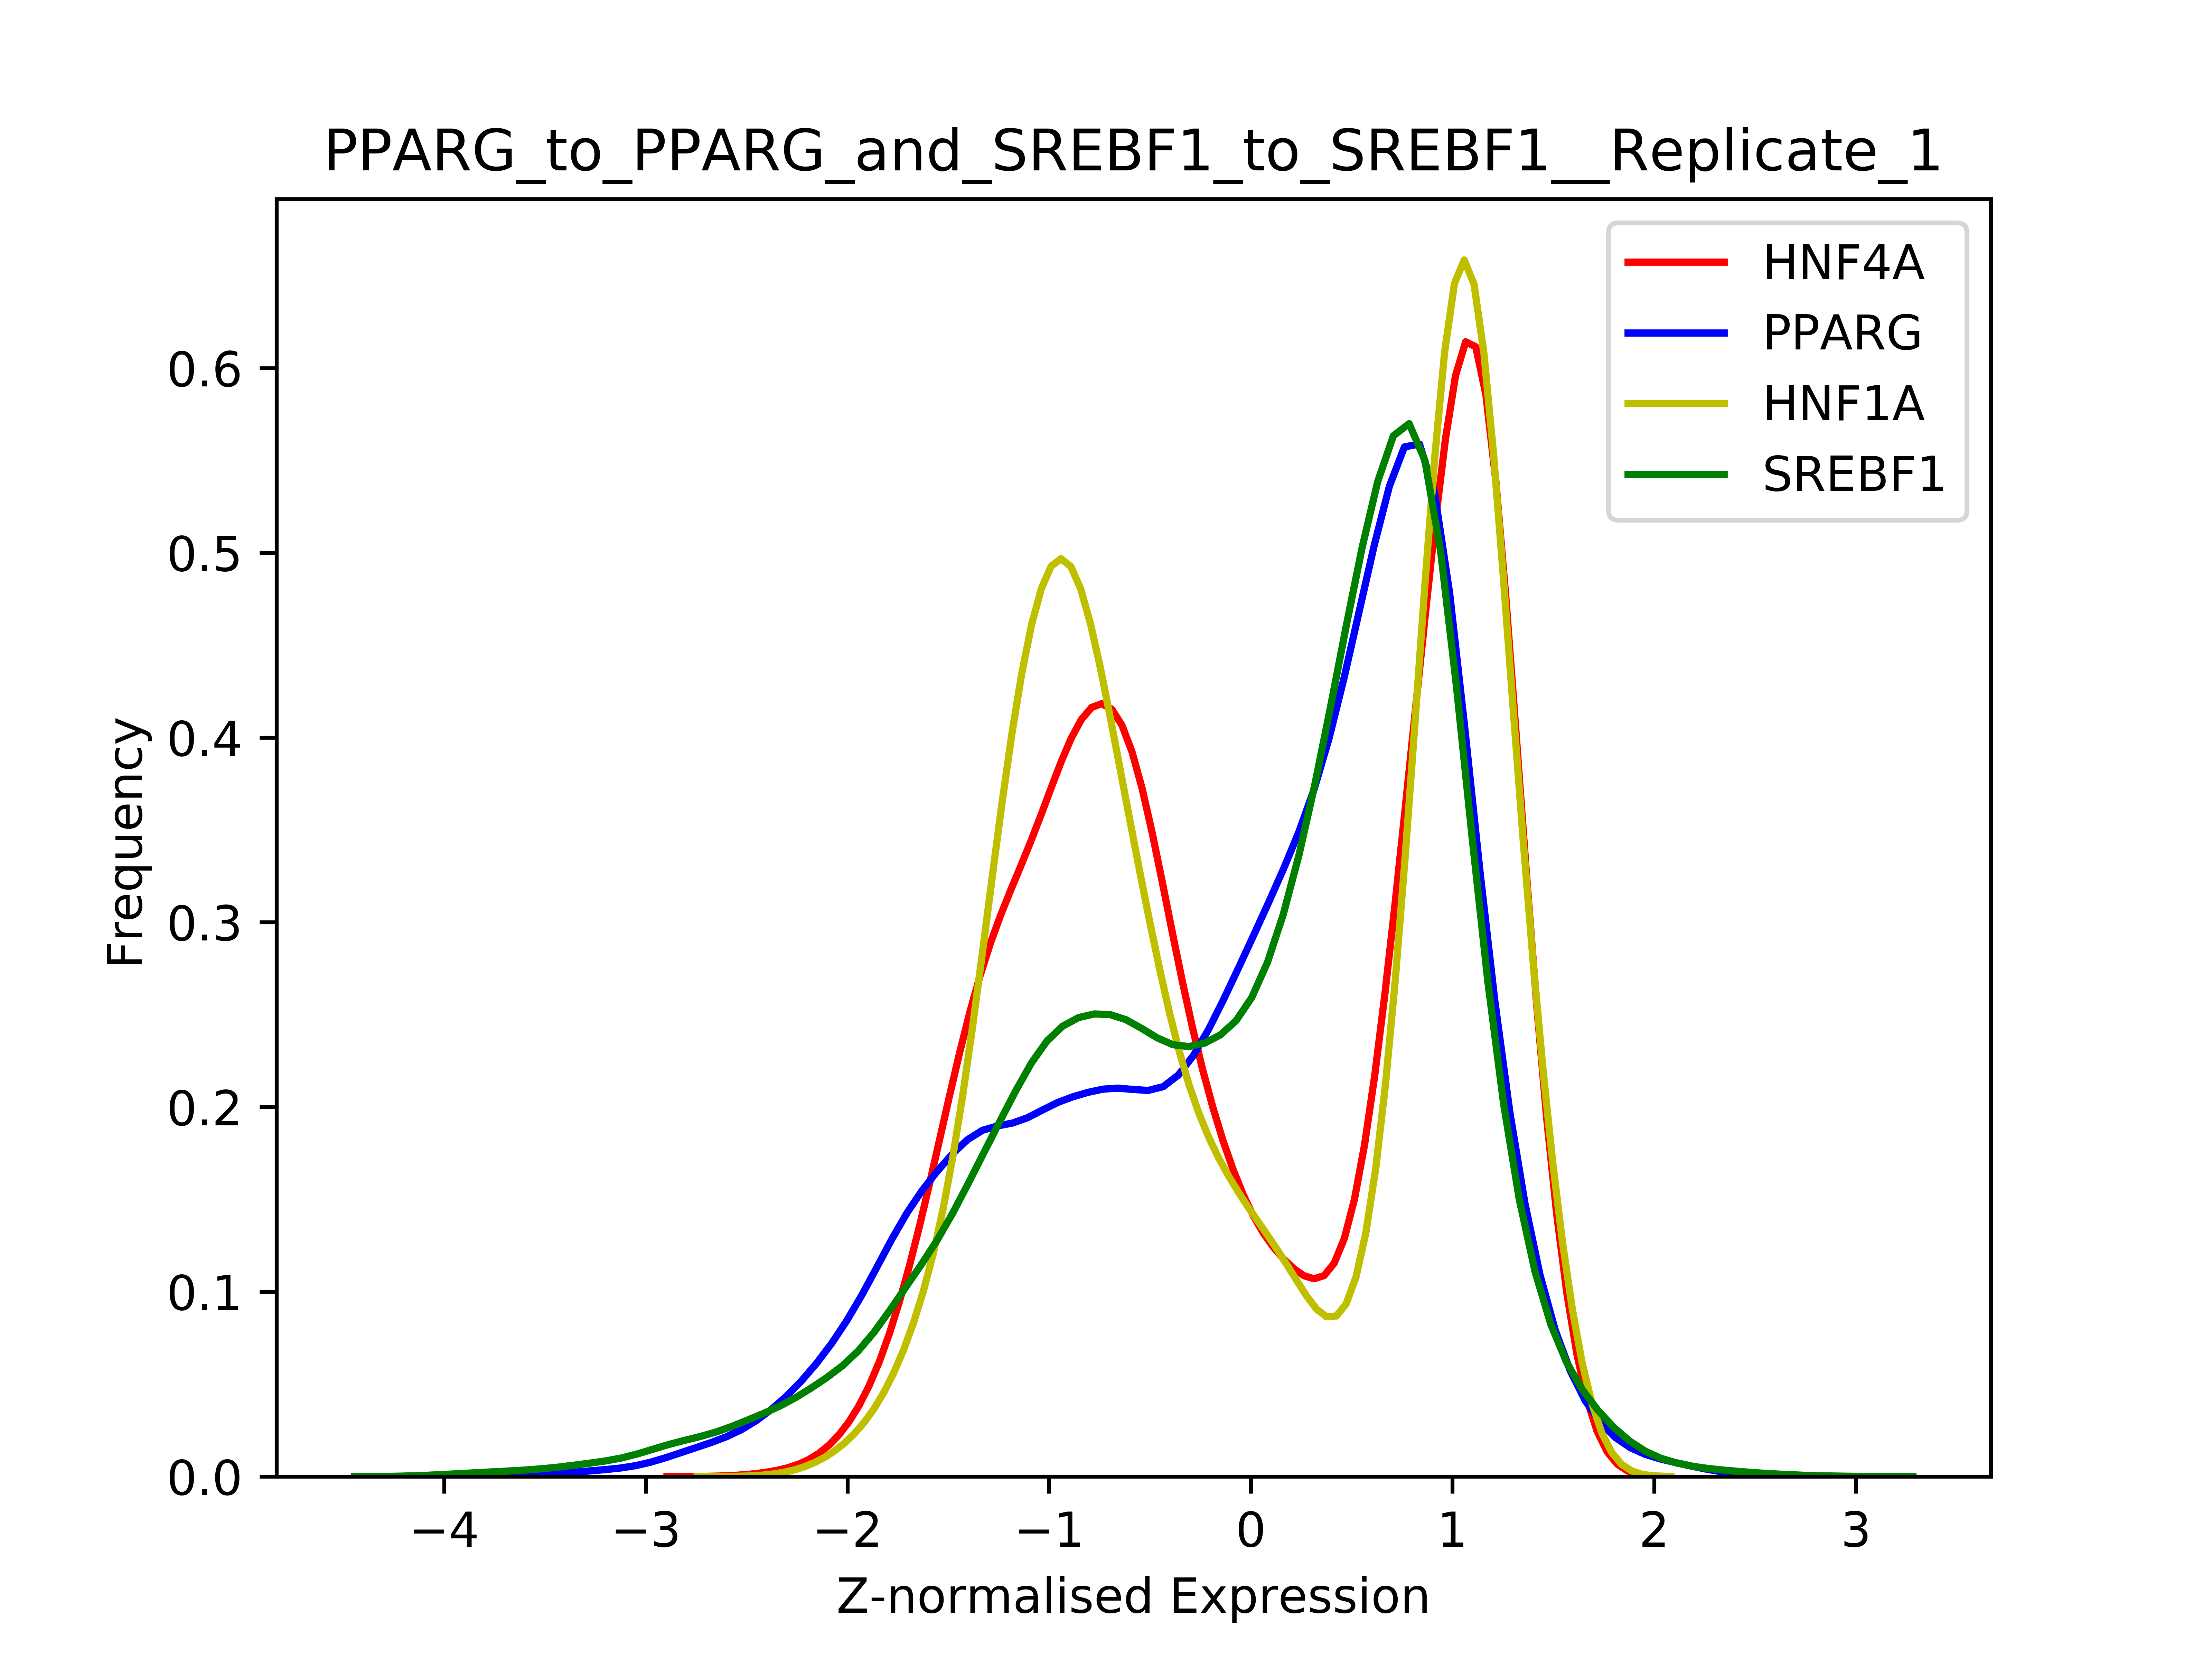 PPARG_to_PPARG_and_SREBF1_to_SREBF1__Replicate_1
HNF4A
PPARG
HNF1A
SREBF1
Frequency
0.6
0.5
0.4
0.3
0.2
0.1
0.0
−4 −3 −2 −1 0 1 2 3
Z-normalised Expression